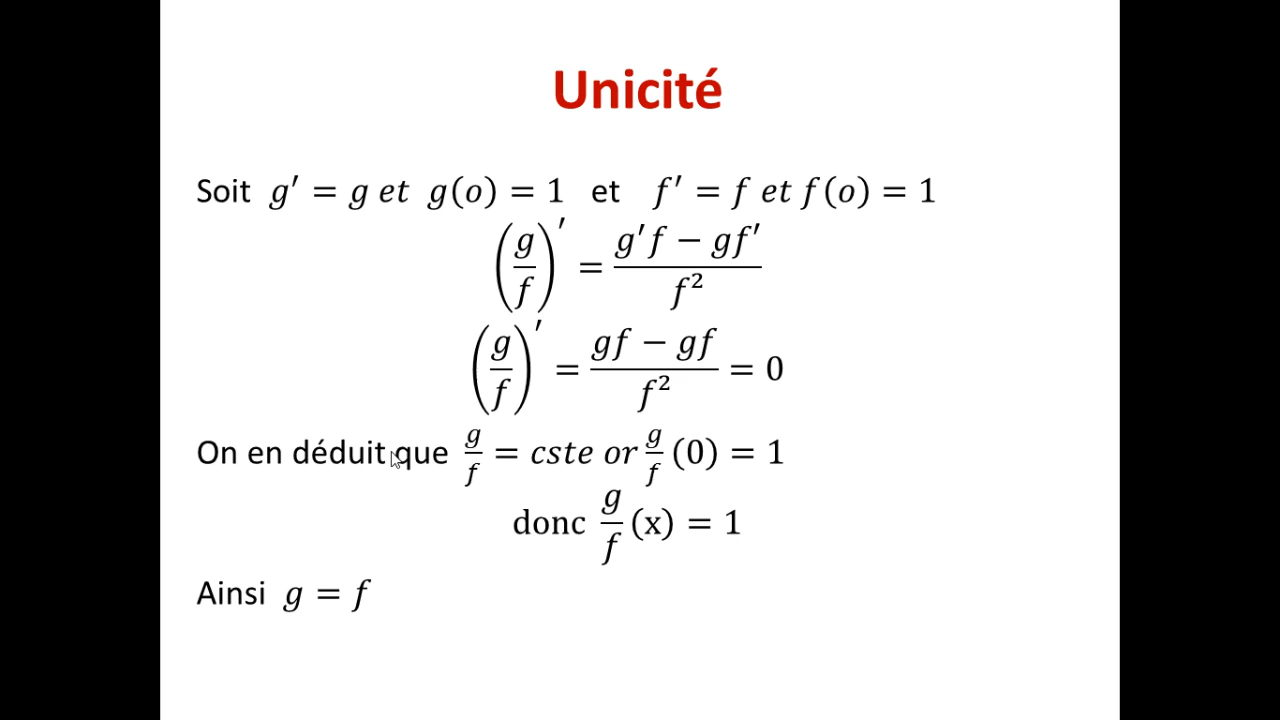 Unicité
Soit g′ = g et g(o) = 1 et f′ = f et f(o) = 1
(g/f)′ = (g′f − gf′)/f²
(g/f)′ = (gf − gf)/f² = 0
On en déduit que g/f = cste or g/f (0) = 1
donc g/f (x) = 1
Ainsi g = f